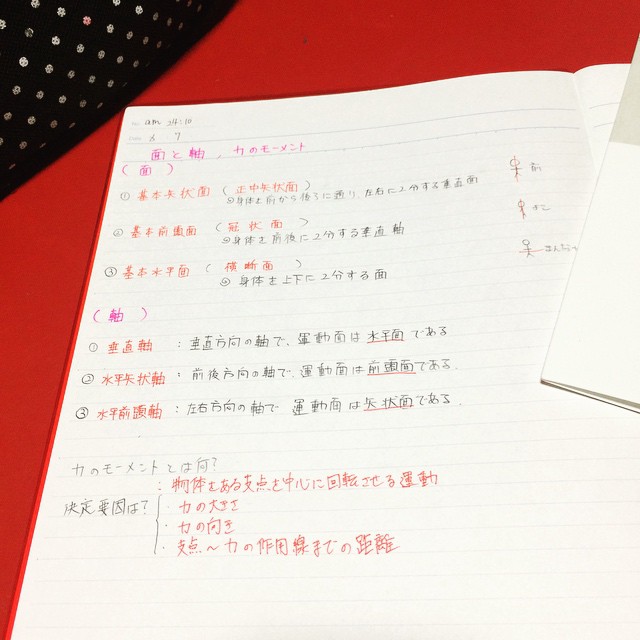 am 24:10
2 7
面と軸, 力のモーメント
(面)
① 基本矢状面 (正中矢状面)
⇨身体を前から後ろに通り、左右に2分する垂直面
② 基本前頭面 (冠状面)
⇨身体を前後に2分する垂直軸
③ 基本水平面 (横断面)
⇨身体を上下に2分する面
前
よこ
(軸)
① 垂直軸 : 垂直方向の軸で、運動面は水平面である
② 水平矢状軸 : 前後方向の軸で、運動面は前頭面である.
③ 水平前頭軸 : 左右方向の軸で 運動面は矢状面である.
力のモーメントとは何?
: 物体をある支点を中心に回転させる運動
決定要因は?
・力の大きさ
・力の向き
・支点〜力の作用線までの距離